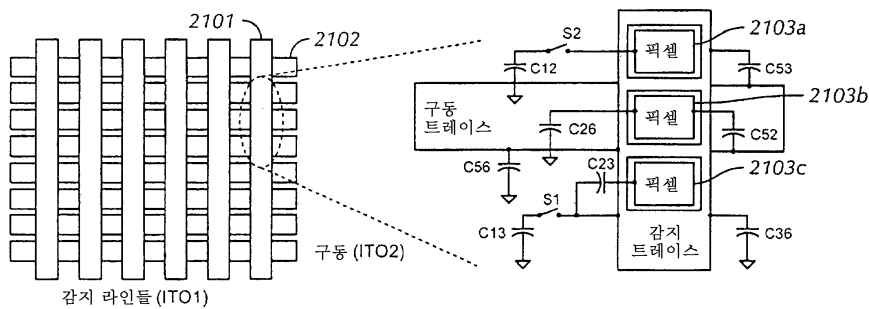 2101
2102
감지 라인들 (ITO1)
구동 (ITO2)
S2
C12
픽셀
C53
2103a
구동
트레이스
C26
픽셀
C52
2103b
C56
C23
픽셀
2103c
S1
C13
감지
트레이스
C36